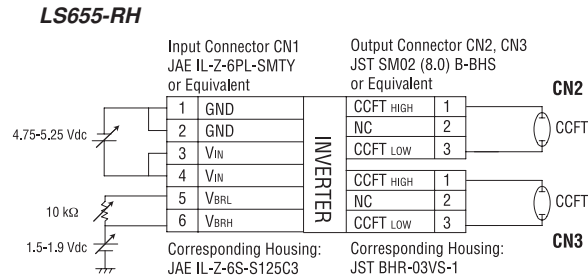 LS655-RH
Input Connector CN1
JAE IL-Z-6PL-SMTY
or Equivalent
Output Connector CN2, CN3
JST SM02 (8.0) B-BHS
or Equivalent
CN2
1 GND
2 GND
3 VIN
4 VIN
5 VBRL
6 VBRH
INVERTER
CCFT HIGH 1
NC 2
CCFT LOW 3
CCFT HIGH 1
NC 2
CCFT LOW 3
CCFT
CCFT
CN3
4.75-5.25 Vdc
10 kΩ
1.5-1.9 Vdc
Corresponding Housing:
JAE IL-Z-6S-S125C3
Corresponding Housing:
JST BHR-03VS-1